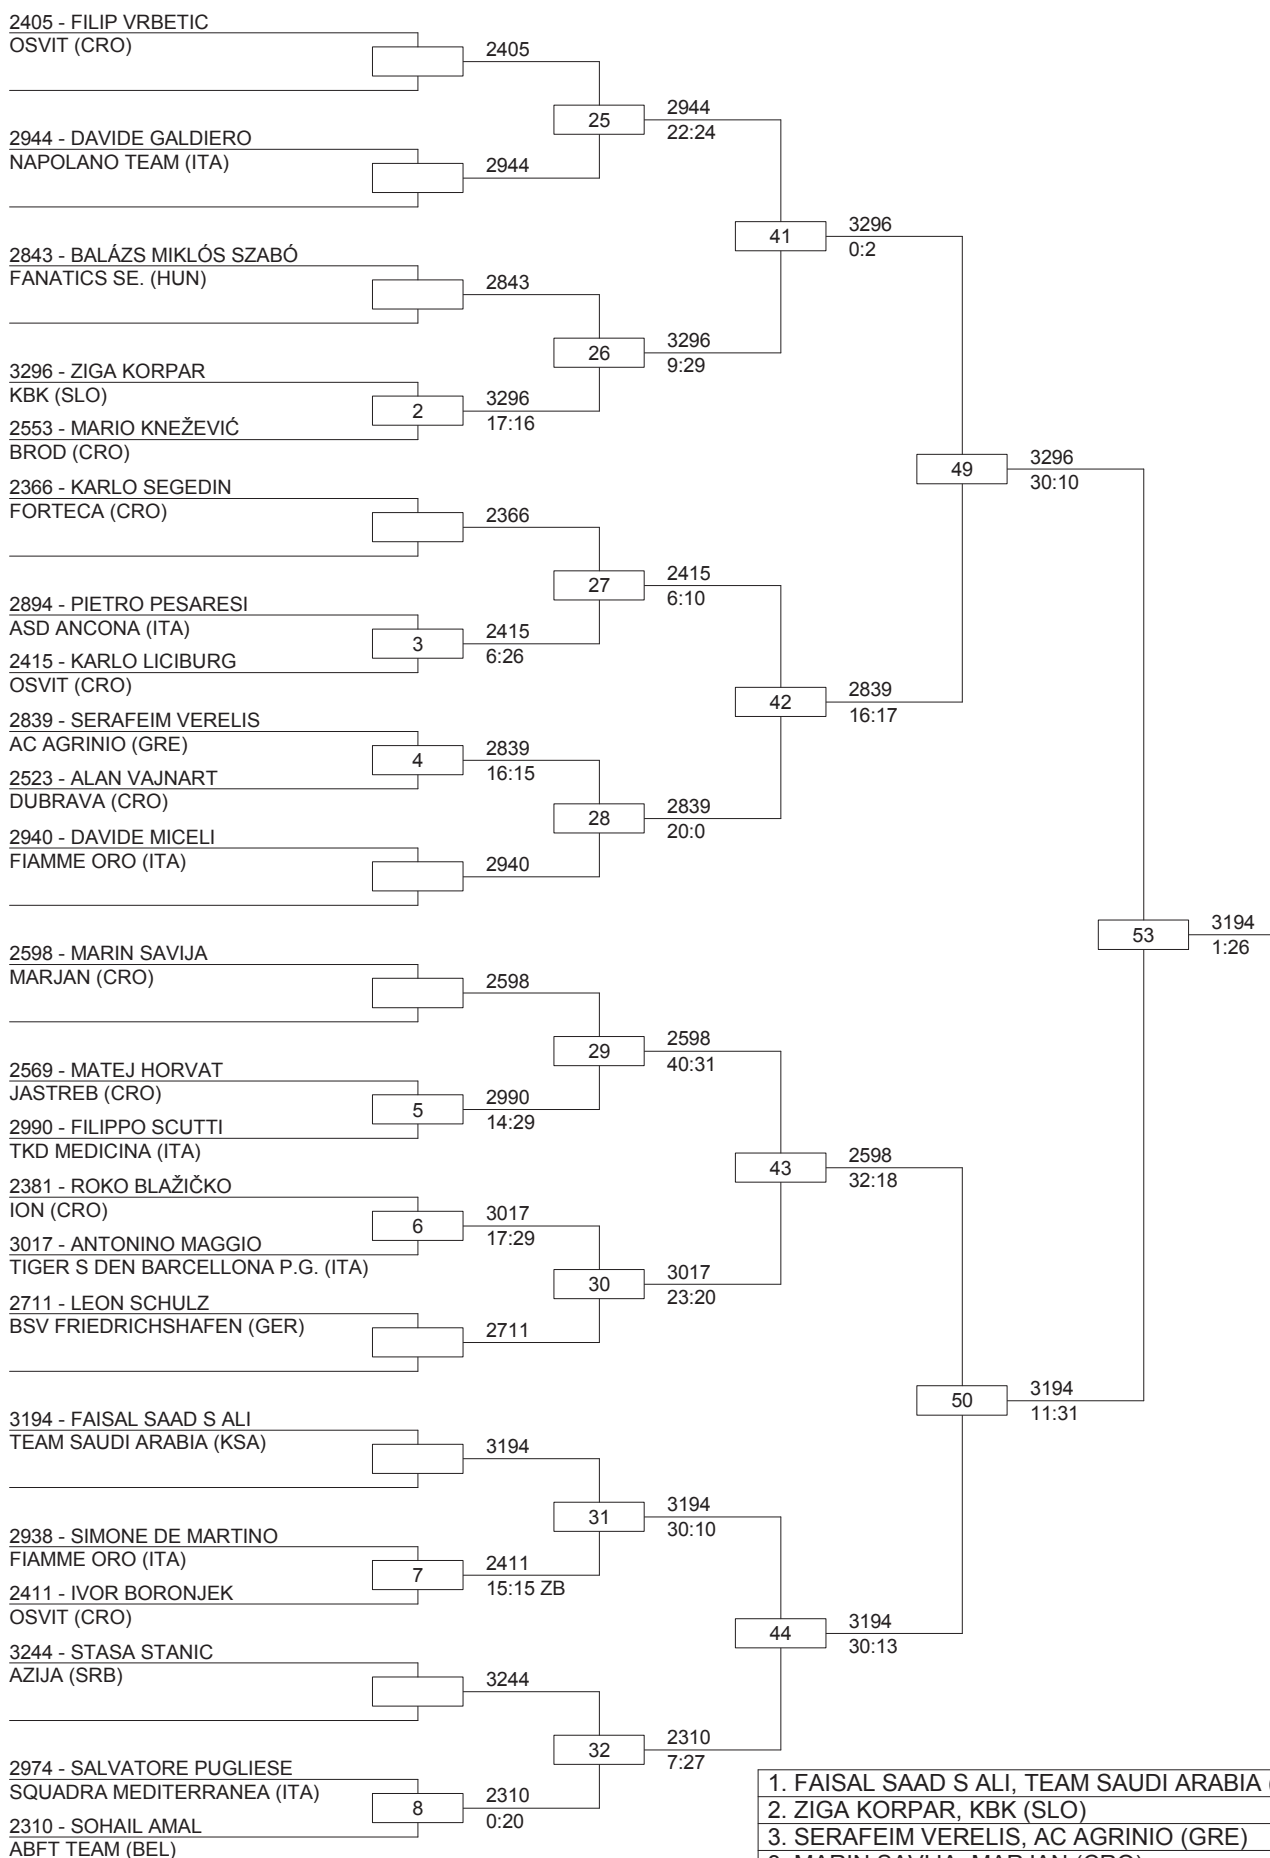 2405 - FILIP VRBETIC
OSVIT (CRO)
2405
25
2944
22:24
2944 - DAVIDE GALDIERO
NAPOLANO TEAM (ITA)
2944
41
3296
0:2
2843 - BALÁZS MIKLÓS SZABÓ
FANATICS SE. (HUN)
2843
26
3296
9:29
3296 - ZIGA KORPAR
KBK (SLO)
2
3296
17:16
2553 - MARIO KNEŽEVIĆ
BROD (CRO)
49
3296
30:10
2366 - KARLO SEGEDIN
FORTECA (CRO)
2366
27
2415
6:10
2894 - PIETRO PESARESI
ASD ANCONA (ITA)
3
2415
6:26
2415 - KARLO LICIBURG
OSVIT (CRO)
42
2839
16:17
2839 - SERAFEIM VERELIS
AC AGRINIO (GRE)
4
2839
16:15
2523 - ALAN VAJNART
DUBRAVA (CRO)
28
2839
20:0
2940 - DAVIDE MICELI
FIAMME ORO (ITA)
2940
53
3194
1:26
2598 - MARIN SAVIJA
MARJAN (CRO)
2598
29
2598
40:31
2569 - MATEJ HORVAT
JASTREB (CRO)
5
2990
14:29
2990 - FILIPPO SCUTTI
TKD MEDICINA (ITA)
43
2598
32:18
2381 - ROKO BLAŽIČKO
ION (CRO)
6
3017
17:29
3017 - ANTONINO MAGGIO
TIGER S DEN BARCELLONA P.G. (ITA)
30
3017
23:20
2711 - LEON SCHULZ
BSV FRIEDRICHSHAFEN (GER)
2711
50
3194
11:31
3194 - FAISAL SAAD S ALI
TEAM SAUDI ARABIA (KSA)
3194
31
3194
30:10
2938 - SIMONE DE MARTINO
FIAMME ORO (ITA)
7
2411
15:15 ZB
2411 - IVOR BORONJEK
OSVIT (CRO)
44
3194
30:13
3244 - STASA STANIC
AZIJA (SRB)
3244
32
2310
7:27
2974 - SALVATORE PUGLIESE
SQUADRA MEDITERRANEA (ITA)
8
2310
0:20
2310 - SOHAIL AMAL
ABFT TEAM (BEL)
1. FAISAL SAAD S ALI, TEAM SAUDI ARABIA
2. ZIGA KORPAR, KBK (SLO)
3. SERAFEIM VERELIS, AC AGRINIO (GRE)
3. MARIN SAVIJA, MARJAN (CRO)